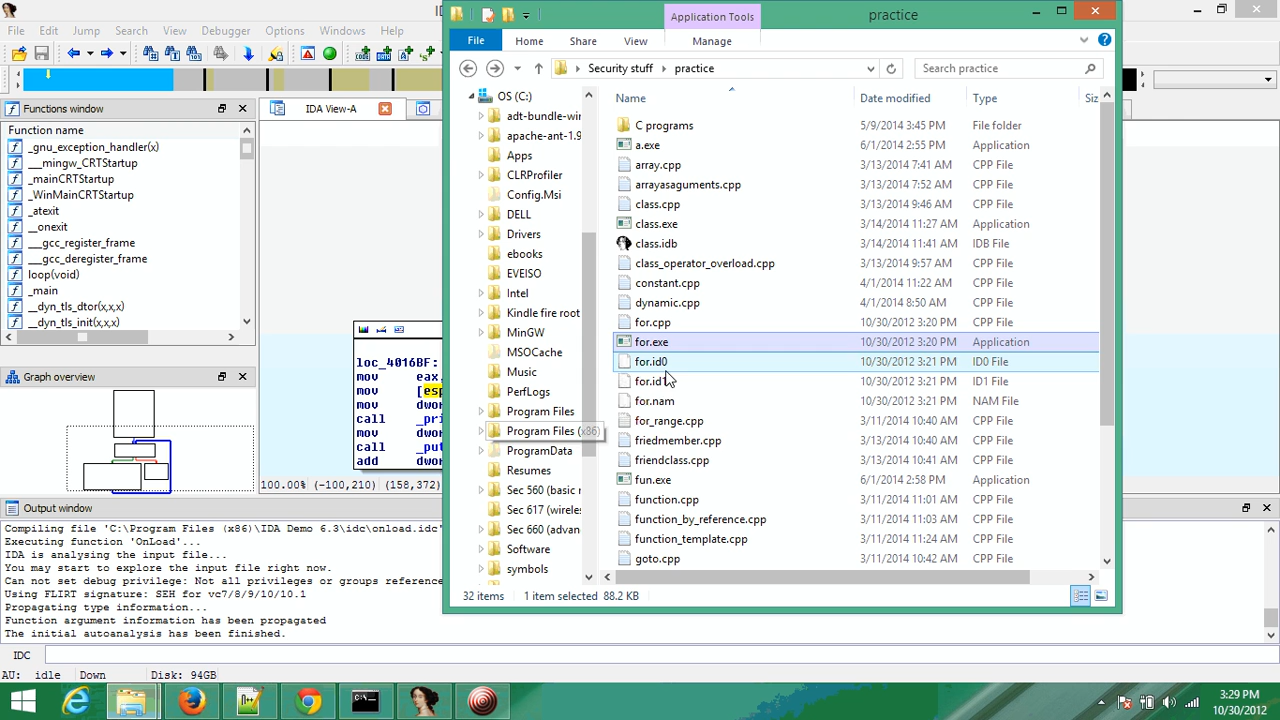 File Edit Jump Search View Debugger Options Windows Help
Application Tools
practice
File Home Share View Manage
Security stuff practice
Search practice
Functions window
Function name
_gnu_exception_handler(x)
___mingw_CRTStartup
_mainCRTStartup
_WinMainCRTStartup
_atexit
__onexit
___gcc_register_frame
___gcc_deregister_frame
loop(void)
_main
__dyn_tls_dtor(x,x,x)
__dyn_tls_init(x,x,x)
Graph overview
IDA View-A
loc_4016BF:
mov eax,
mov [esp
mov dwor
call _pri
mov dwor
call _put
add dwor
100.00% (-100,210) (158,372)
OS (C:)
adt-bundle-wir
apache-ant-1.9
Apps
CLRProfiler
Config.Msi
DELL
Drivers
ebooks
EVEISO
Intel
Kindle fire root
MinGW
MSOCache
Music
PerfLogs
Program Files
Program Files (x86)
ProgramData
Resumes
Sec 560 (basic r
Sec 617 (wireles
Sec 660 (advan
Software
symbols
Name Date modified Type Siz
C programs 5/9/2014 3:45 PM File folder
a.exe 6/1/2014 2:55 PM Application
array.cpp 3/13/2014 7:41 AM CPP File
arrayasaguments.cpp 3/13/2014 7:52 AM CPP File
class.cpp 3/13/2014 9:46 AM CPP File
class.exe 3/14/2014 11:27 AM Application
class.idb 3/14/2014 11:41 AM IDB File
class_operator_overload.cpp 3/13/2014 9:57 AM CPP File
constant.cpp 4/1/2014 11:22 AM CPP File
dynamic.cpp 4/1/2014 8:50 AM CPP File
for.cpp 10/30/2012 3:20 PM CPP File
for.exe 10/30/2012 3:20 PM Application
for.id0 10/30/2012 3:21 PM ID0 File
for.id1 10/30/2012 3:21 PM ID1 File
for.nam 10/30/2012 3:21 PM NAM File
for_range.cpp 3/11/2014 10:40 AM CPP File
friedmember.cpp 3/13/2014 10:40 AM CPP File
friendclass.cpp 3/13/2014 10:41 AM CPP File
fun.exe 6/1/2014 2:58 PM Application
function.cpp 3/11/2014 11:01 AM CPP File
function_by_reference.cpp 3/11/2014 11:03 AM CPP File
function_template.cpp 3/11/2014 11:24 AM CPP File
goto.cpp 3/11/2014 10:42 AM CPP File
32 items 1 item selected 88.2 KB
Output window
Compiling file 'C:\Program Files (x86)\IDA Demo 6.3\idc\onload.idc'
Executing function 'OnLoad'...
IDA is analysing the input file...
You may start to explore the input file right now.
Can not set debug privilege: Not all privileges or groups reference
Using FLIRT signature: SEH for vc7/8/9/10/10.1
Propagating type information...
Function argument information has been propagated
The initial autoanalysis has been finished.
IDC
AU: idle Down Disk: 94GB
3:29 PM
10/30/2012